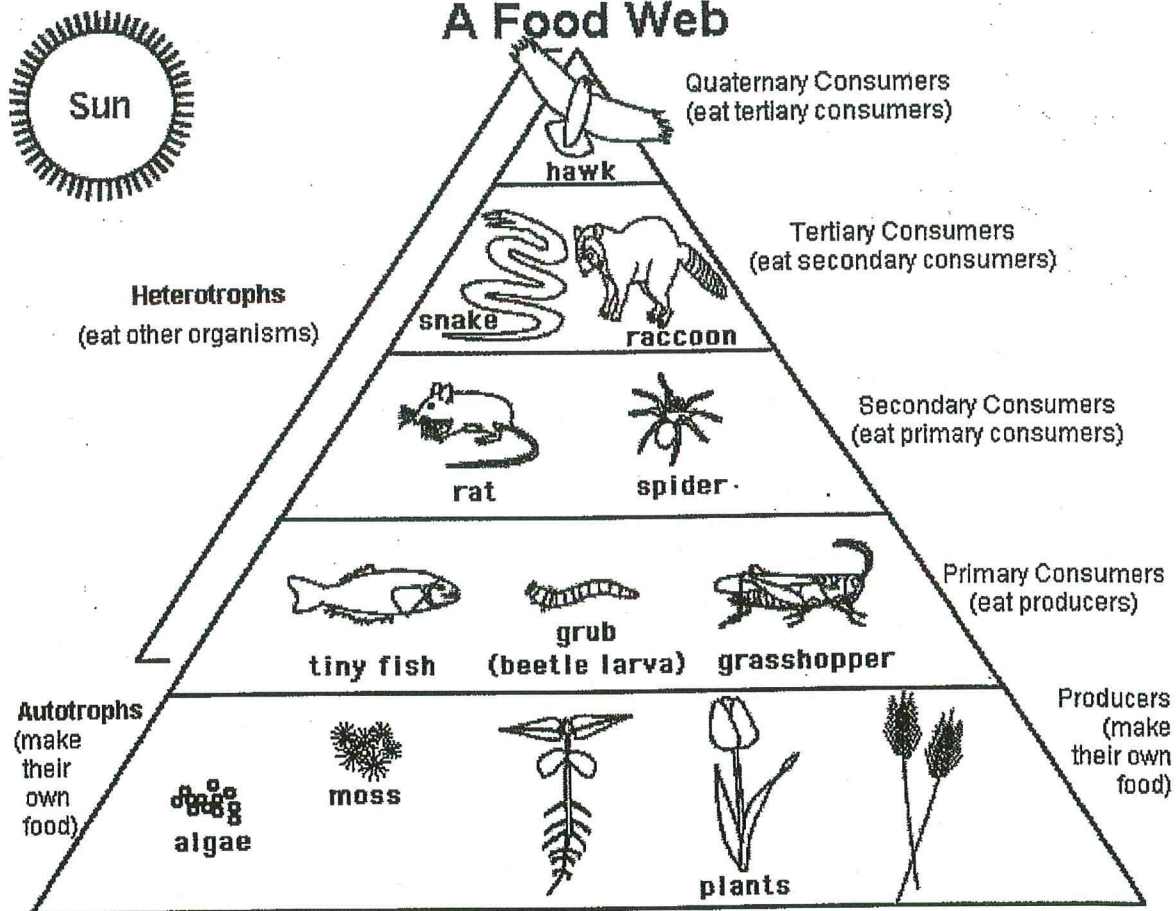 A Food Web
Sun
Quaternary Consumers
(eat tertiary consumers)
hawk
Tertiary Consumers
(eat secondary consumers)
Heterotrophs
(eat other organisms)
snake
raccoon
Secondary Consumers
(eat primary consumers)
rat
spider
Primary Consumers
(eat producers)
tiny fish
grub
(beetle larva)
grasshopper
Autotrophs
(make
their
own
food)
Producers
(make
their own
food)
algae
moss
plants